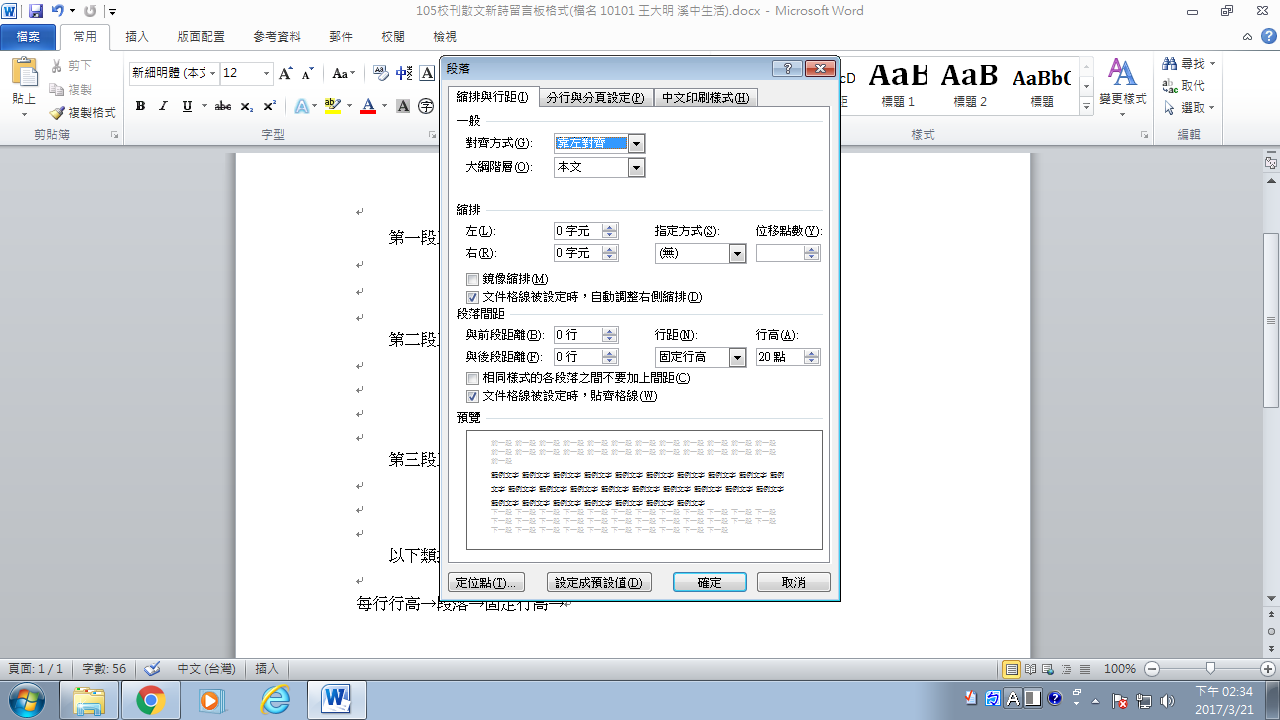 105校刊散文新詩留言板格式(檔名 10101 王大明 溪中生活).docx - Microsoft Word
檔案 常用 插入 版面配置 參考資料 郵件 校閱 檢視
貼上 剪下 複製 複製格式 剪貼簿
新細明體 (本文 12
B I U abc x₂ x² 字型
AaB 標題 1 AaB 標題 2 AaBbC 標題 變更樣式 樣式
尋找 取代 選取 編輯
段落
縮排與行距(I) 分行與分頁設定(P) 中文印刷樣式(H)
一般
對齊方式(G): 靠左對齊
大綱階層(O): 本文
縮排
左(L): 0 字元 指定方式(S): 位移點數(Y):
右(R): 0 字元 (無)
鏡像縮排(M)
文件格線被設定時，自動調整右側縮排(D)
段落間距
與前段距離(B): 0 行 行距(N): 行高(A):
與後段距離(F): 0 行 固定行高 20 點
相同樣式的各段落之間不要加上間距(C)
文件格線被設定時，貼齊格線(W)
預覽
定位點(T)... 設定成預設值(D) 確定 取消
第一段
第二段
第三段
以下類
每行行高→段落→固定行高→
頁面: 1 / 1 字數: 56 中文 (台灣) 插入 100%
下午 02:34
2017/3/21